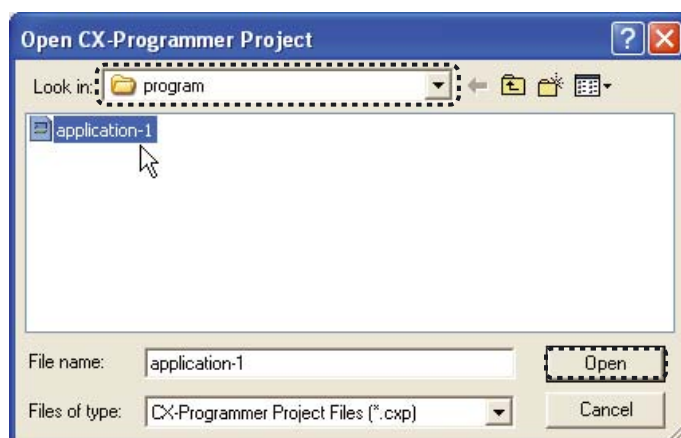 Open CX-Programmer Project
Look in: program
application-1
File name: application-1 Open
Files of type: CX-Programmer Project Files (*.cxp) Cancel